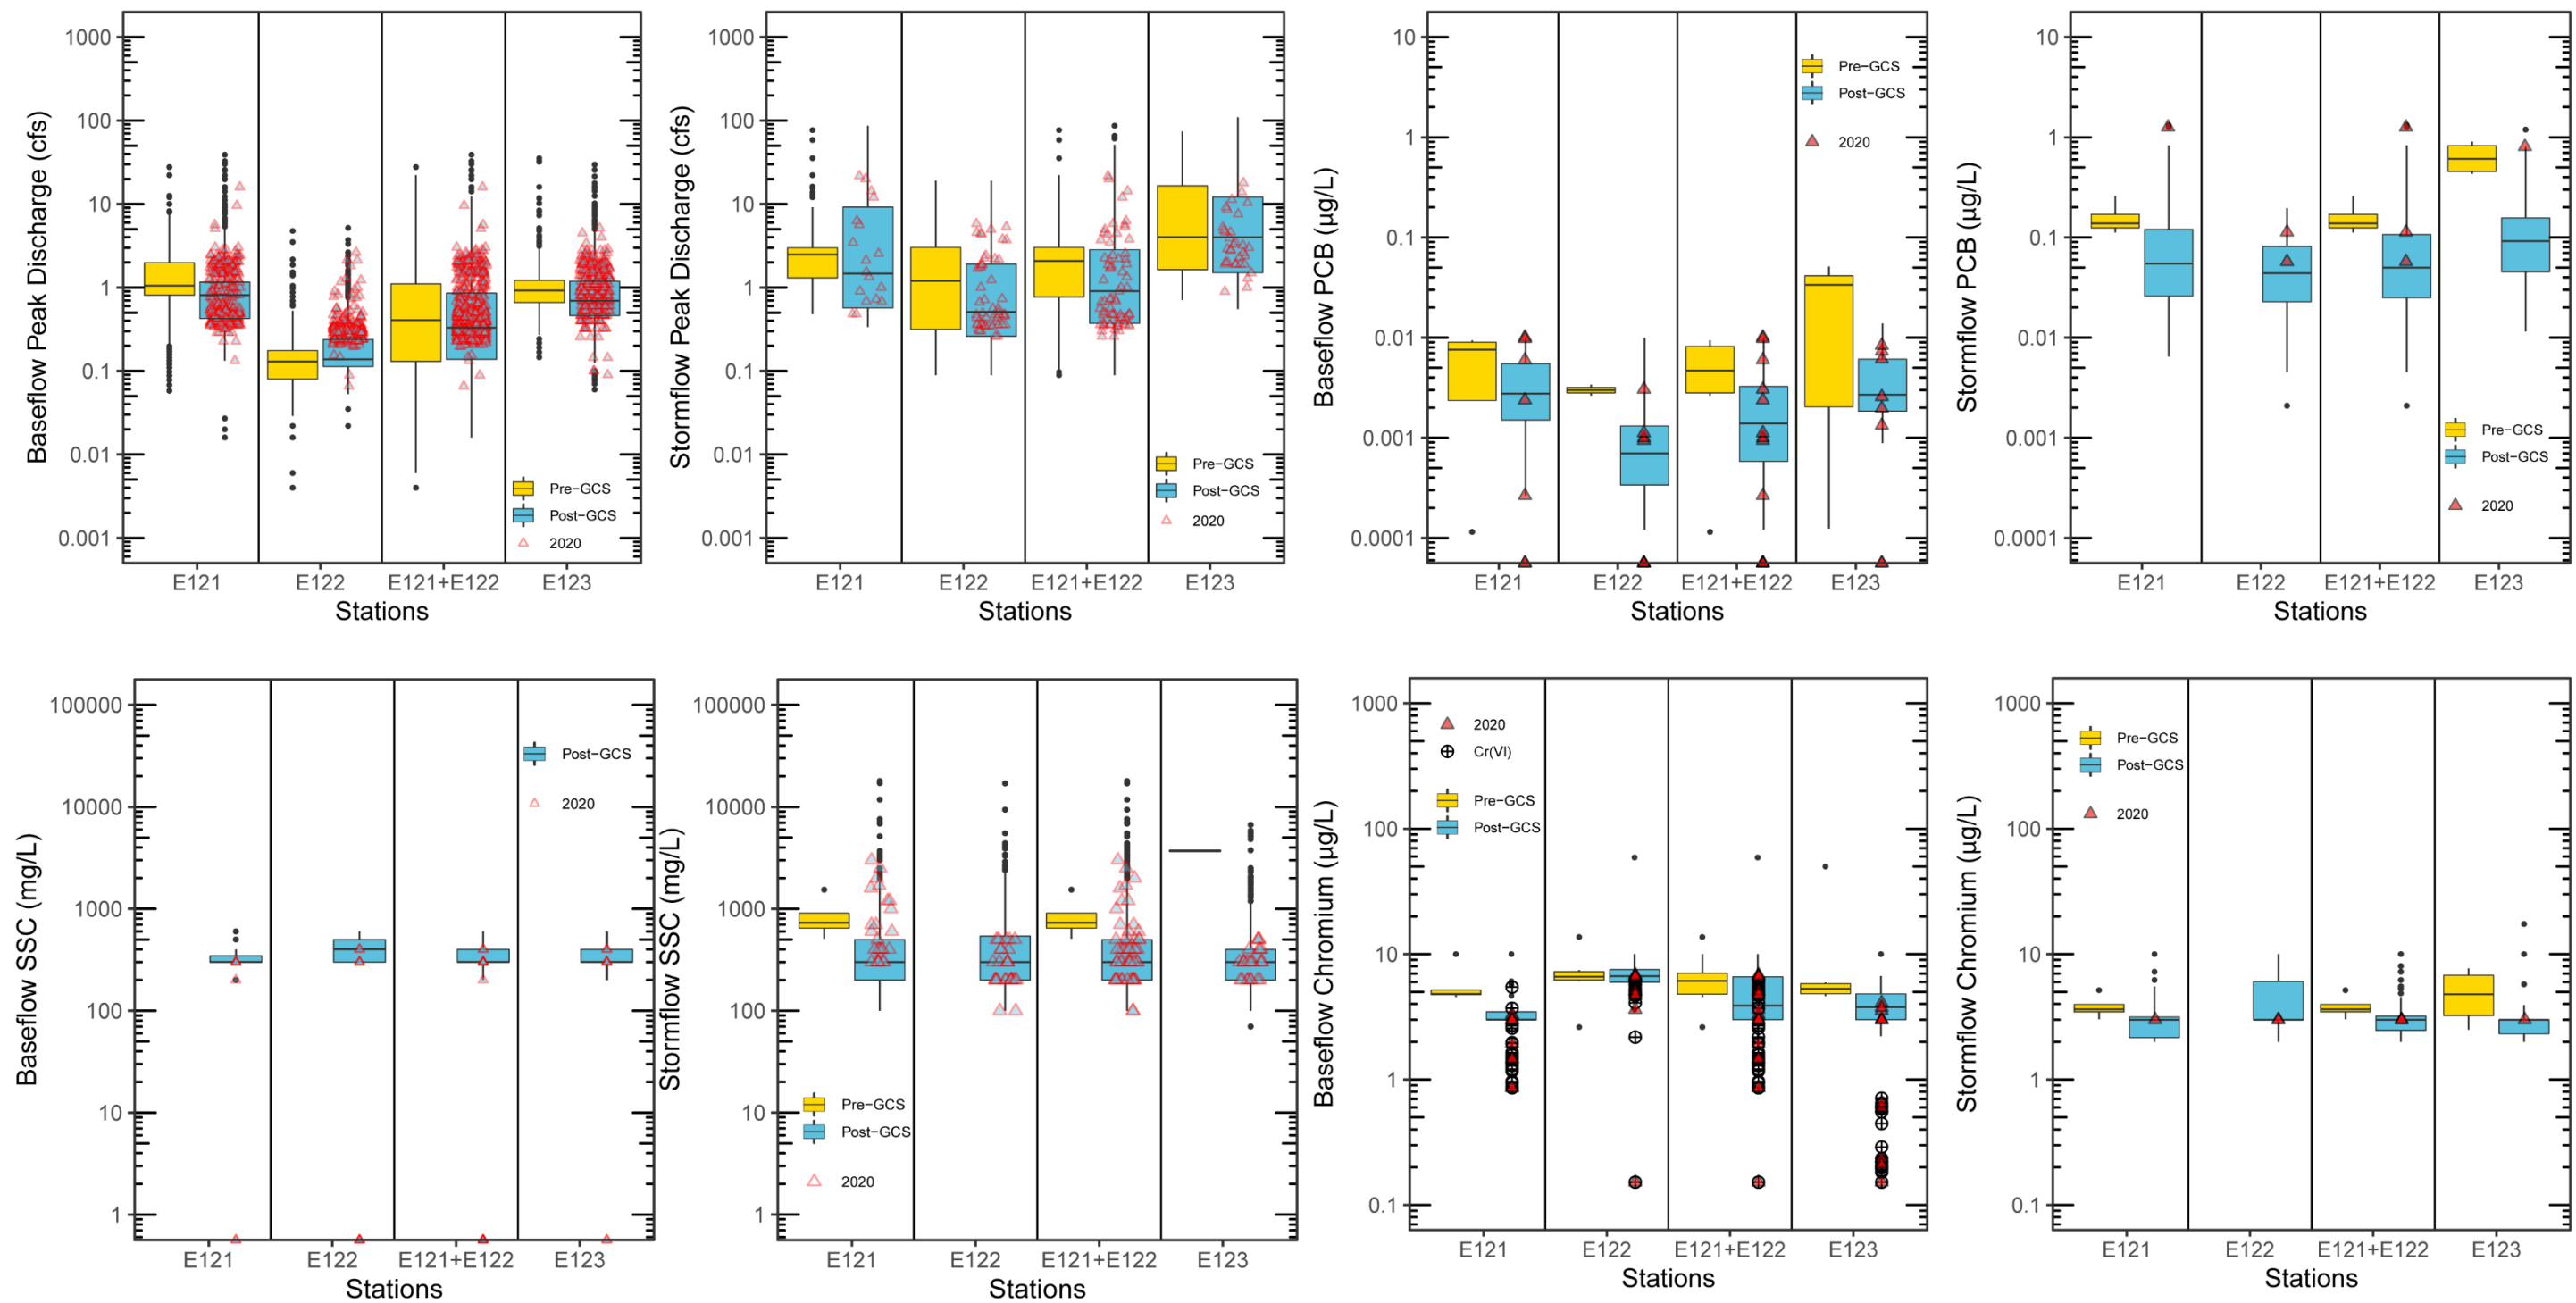 Baseflow Peak Discharge (cfs)
1000
100
10
1
0.1
0.01
0.001
Pre-GCS
Post-GCS
2020
E121 E122 E121+E122 E123
Stations
Stormflow Peak Discharge (cfs)
1000
100
10
1
0.1
0.01
0.001
Pre-GCS
Post-GCS
2020
E121 E122 E121+E122 E123
Stations
Baseflow PCB (µg/L)
10
1
0.1
0.01
0.001
0.0001
Pre-GCS
Post-GCS
2020
E121 E122 E121+E122 E123
Stations
Stormflow PCB (µg/L)
10
1
0.1
0.01
0.001
0.0001
Pre-GCS
Post-GCS
2020
E121 E122 E121+E122 E123
Stations
Baseflow SSC (mg/L)
100000
10000
1000
100
10
1
Post-GCS
2020
E121 E122 E121+E122 E123
Stations
Stormflow SSC (mg/L)
100000
10000
1000
100
10
1
Pre-GCS
Post-GCS
2020
E121 E122 E121+E122 E123
Stations
Baseflow Chromium (µg/L)
1000
100
10
1
0.1
2020
Cr(VI)
Pre-GCS
Post-GCS
E121 E122 E121+E122 E123
Stations
Stormflow Chromium (µg/L)
1000
100
10
1
0.1
Pre-GCS
Post-GCS
2020
E121 E122 E121+E122 E123
Stations